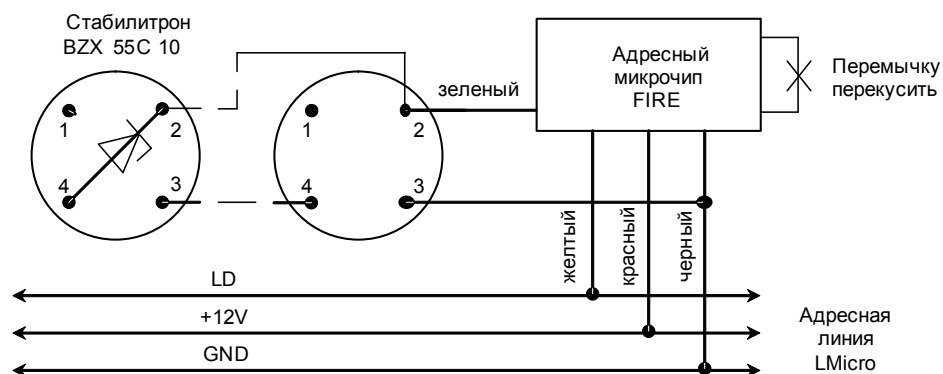 Стабилитрон
BZX 55C 10
1
2
4
3
1
2
4
3
зеленый
Адресный
микрочип
FIRE
Перемычку
перекусить
желтый
красный
черный
LD
+12V
GND
Адресная
линия
LMicro